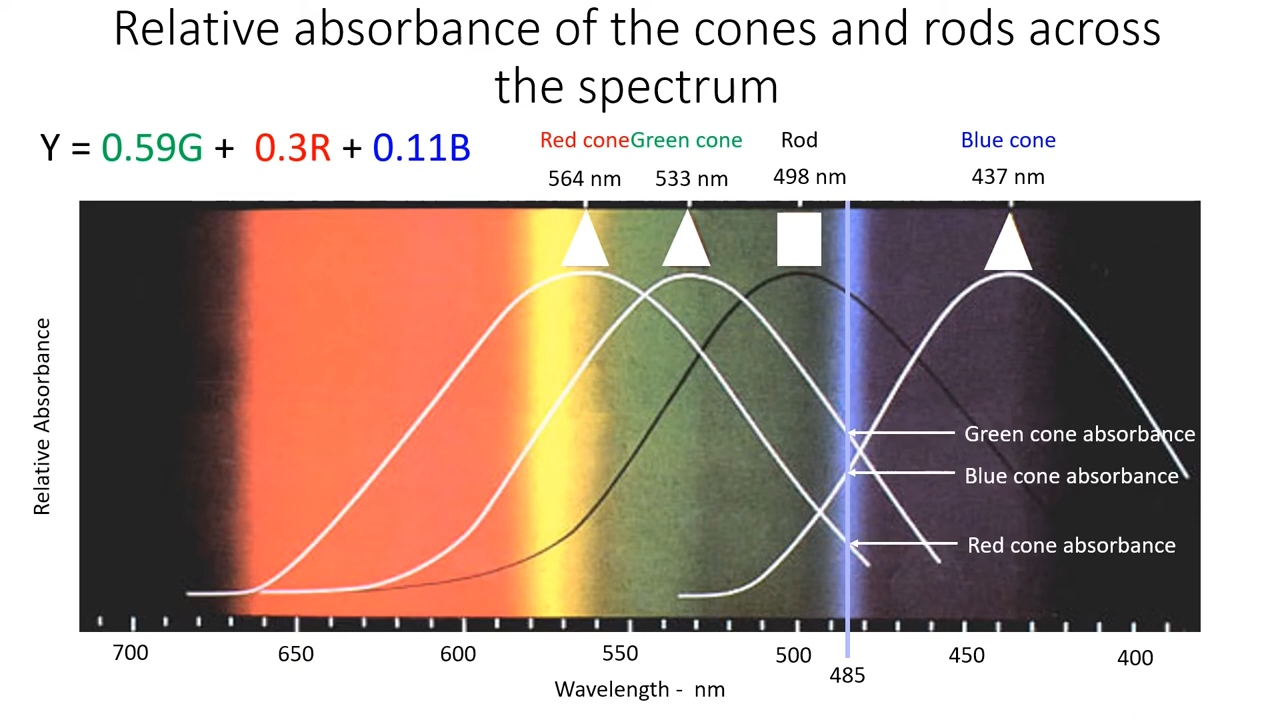 Relative absorbance of the cones and rods across
the spectrum
Y = 0.59G + 0.3R + 0.11B
Red cone Green cone Rod Blue cone
564 nm 533 nm 498 nm 437 nm
Relative Absorbance
Green cone absorbance
Blue cone absorbance
Red cone absorbance
700 650 600 550 500 450 400
485
Wavelength - nm